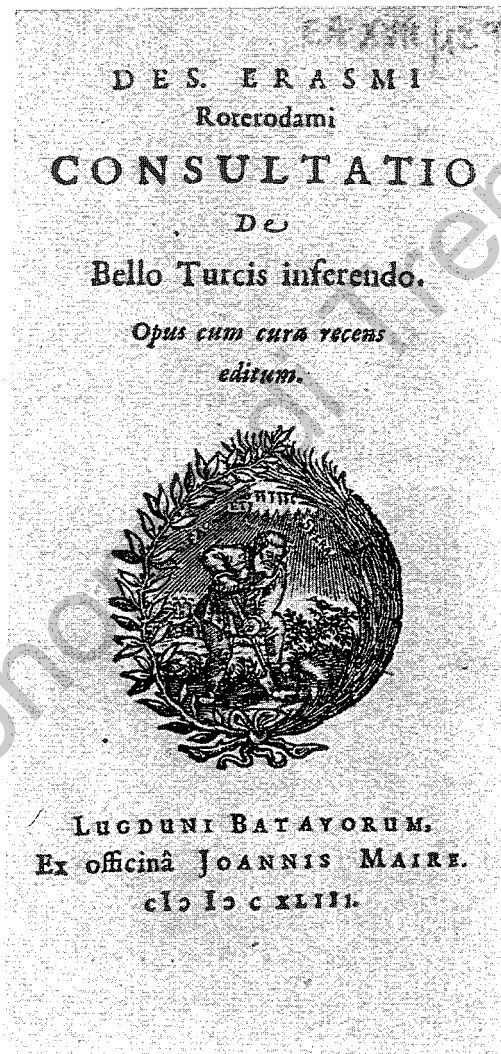 DES. ERASMI
Roterodami
CONSULTATIO
De
Bello Turcis inferendo.
Opus cum cura recens
editum.
LUGDUNI BATAVORUM,
Ex officinâ JOANNIS MAIRE.
cIɔ Iɔ c XLIII.